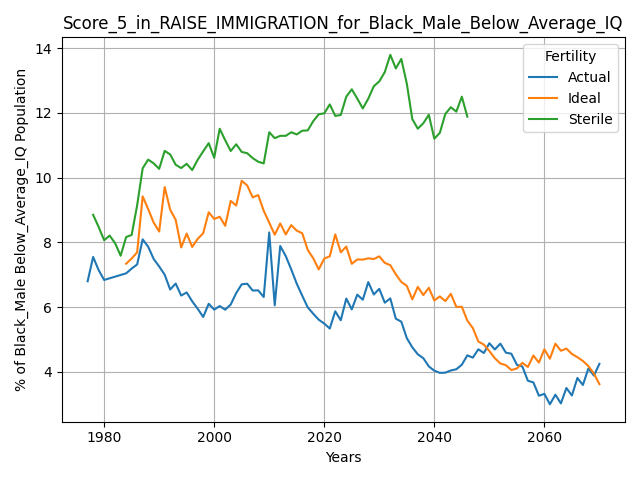 Score_5_in_RAISE_IMMIGRATION_for_Black_Male_Below_Average_IQ
% of Black_Male Below_Average_IQ Population
14
12
10
8
6
4
Fertility
Actual
Ideal
Sterile
1980
2000
2020
2040
2060
Years